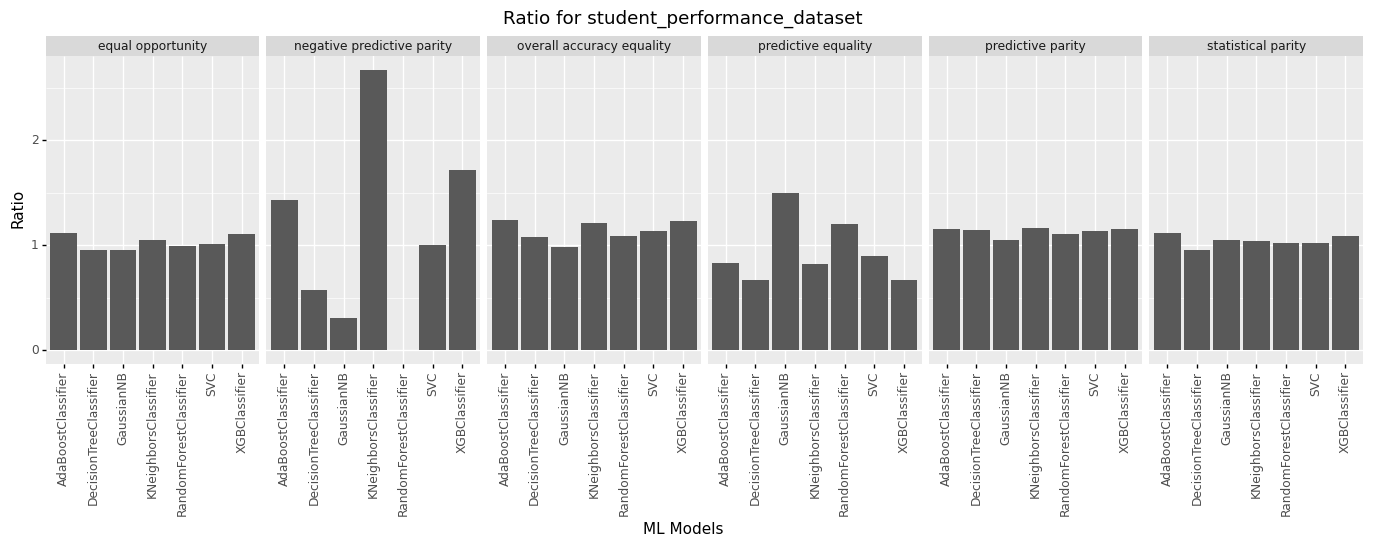 Ratio for student_performance_dataset
equal opportunity
negative predictive parity
overall accuracy equality
predictive equality
predictive parity
statistical parity
Ratio
2
1
0
AdaBoostClassifier
DecisionTreeClassifier
GaussianNB
KNeighborsClassifier
RandomForestClassifier
SVC
XGBClassifier
AdaBoostClassifier
DecisionTreeClassifier
GaussianNB
KNeighborsClassifier
RandomForestClassifier
SVC
XGBClassifier
AdaBoostClassifier
DecisionTreeClassifier
GaussianNB
KNeighborsClassifier
RandomForestClassifier
SVC
XGBClassifier
AdaBoostClassifier
DecisionTreeClassifier
GaussianNB
KNeighborsClassifier
RandomForestClassifier
SVC
XGBClassifier
AdaBoostClassifier
DecisionTreeClassifier
GaussianNB
KNeighborsClassifier
RandomForestClassifier
SVC
XGBClassifier
AdaBoostClassifier
DecisionTreeClassifier
GaussianNB
KNeighborsClassifier
RandomForestClassifier
SVC
XGBClassifier
ML Models